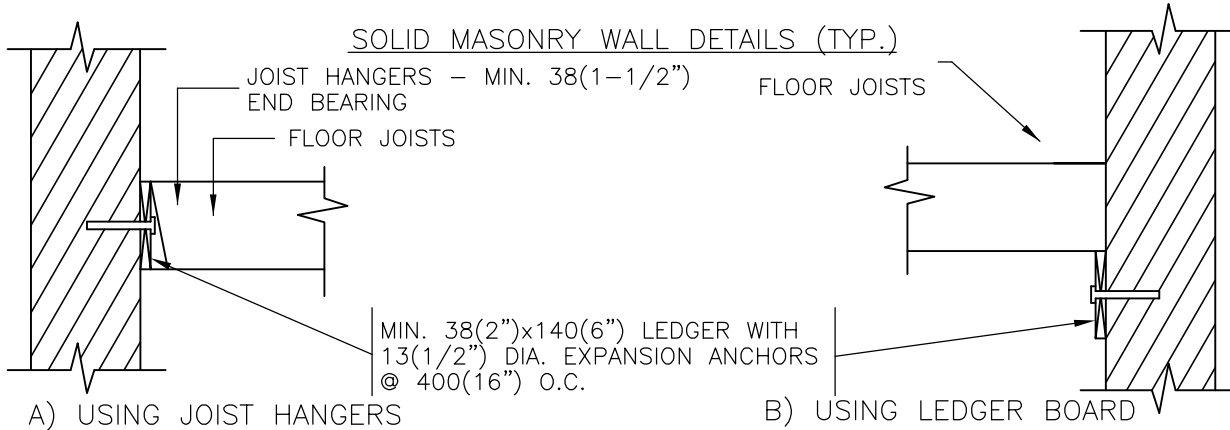 SOLID MASONRY WALL DETAILS (TYP.)
JOIST HANGERS – MIN. 38(1-1/2")
END BEARING
FLOOR JOISTS
FLOOR JOISTS
MIN. 38(2")x140(6") LEDGER WITH
13(1/2") DIA. EXPANSION ANCHORS
@ 400(16") O.C.
A) USING JOIST HANGERS
B) USING LEDGER BOARD